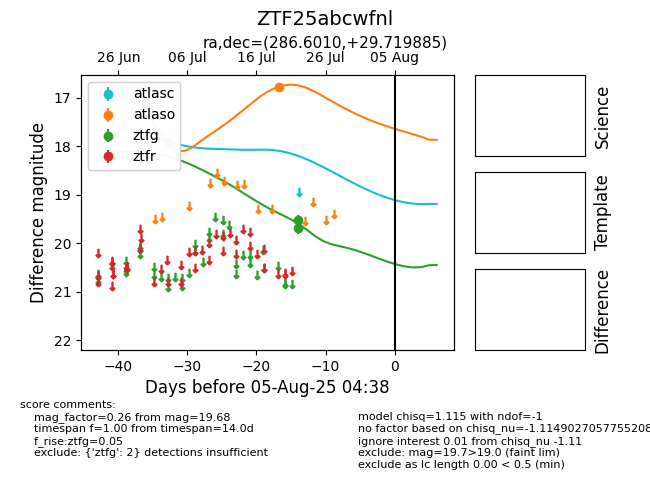 ZTF25abcwfnl
ra,dec=(286.6010,+29.719885)
26 Jun 06 Jul 16 Jul 26 Jul 05 Aug
atlasc
atlaso
ztfg
ztfr
17
18
19
20
21
22
Difference magnitude
−40 −30 −20 −10 0
Days before 05-Aug-25 04:38
Science
Template
Difference
score comments:
mag_factor=0.26 from mag=19.68
timespan f=1.00 from timespan=14.0d
f_rise:ztfg=0.05
exclude: {'ztfg': 2} detections insufficient
model chisq=1.115 with ndof=-1
no factor based on chisq_nu=-1.1149027057755208
ignore interest 0.01 from chisq_nu -1.11
exclude: mag=19.7>19.0 (faint lim)
exclude as lc length 0.00 < 0.5 (min)